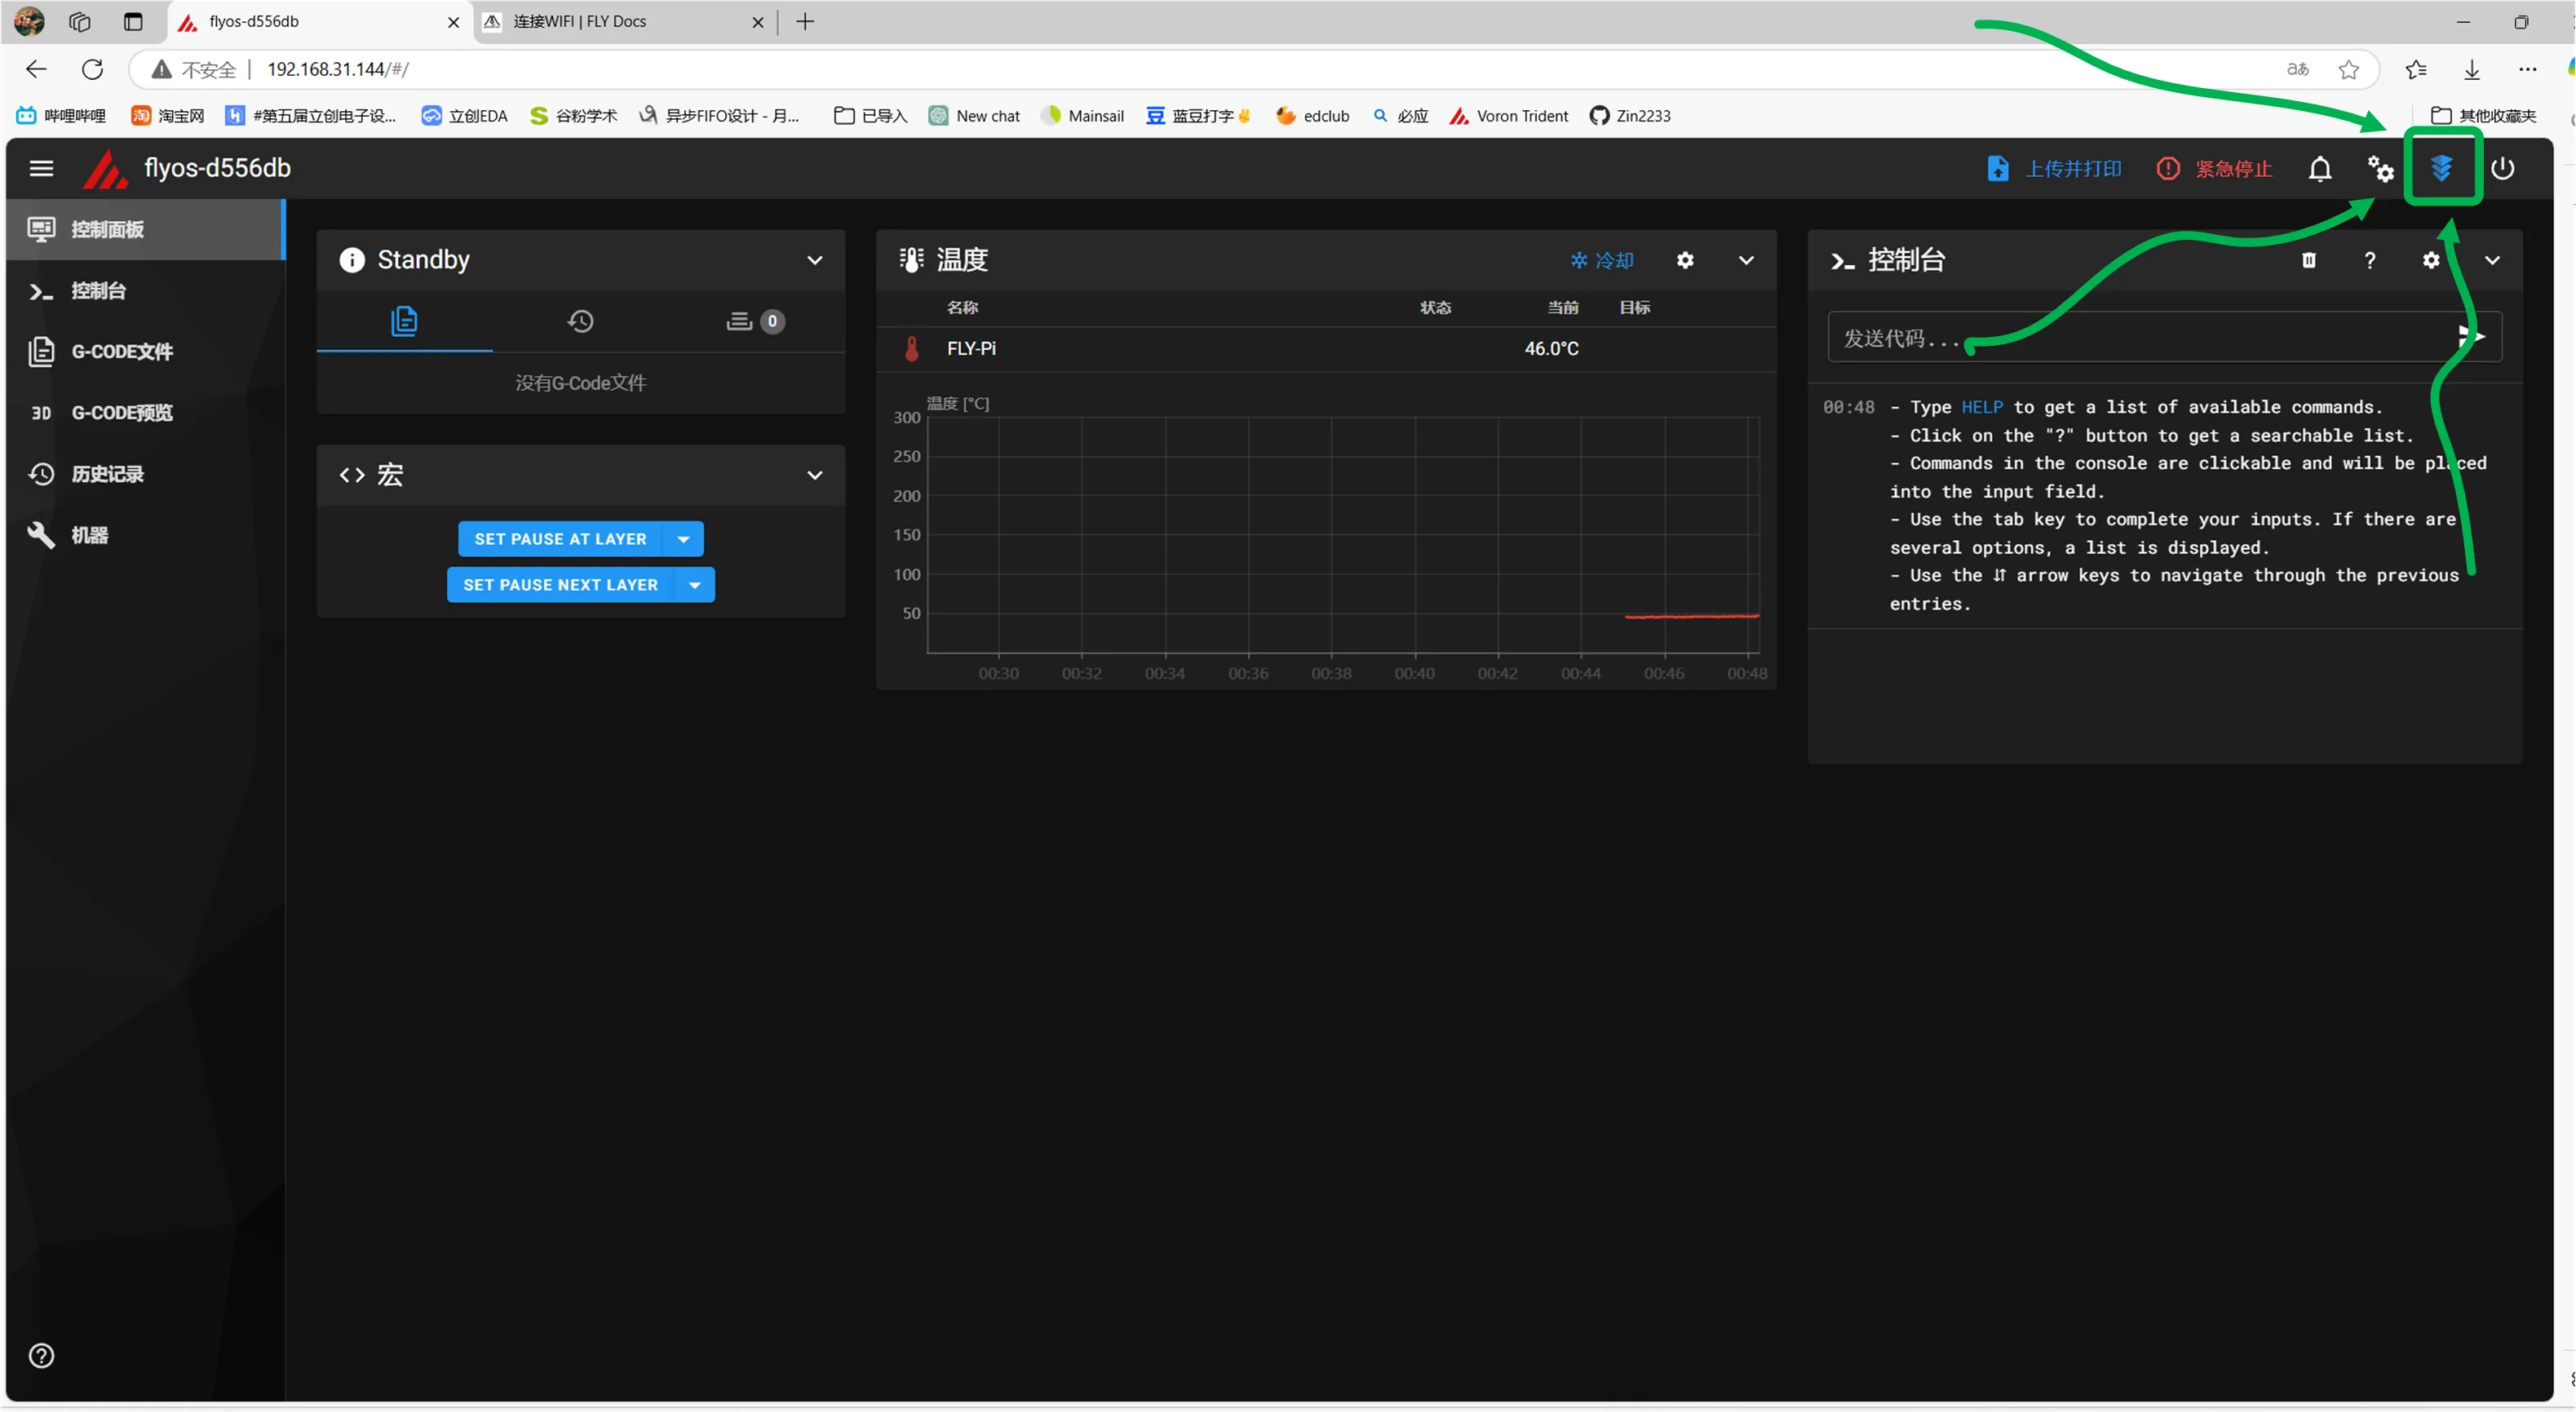 flyos-d556db
连接WIFI | FLY Docs
不安全 | 192.168.31.144/#/
aあ
哔哩哔哩
淘宝网
#第五届立创电子设...
立创EDA
谷粉学术
异步FIFO设计 - 月...
已导入
New chat
Mainsail
蓝豆打字✌
edclub
必应
Voron Trident
Zin2233
其他收藏夹
flyos-d556db
上传并打印
紧急停止
控制面板
控制台
G-CODE文件
3D G-CODE预览
历史记录
机器
Standby
0
没有G-Code文件
宏
SET PAUSE AT LAYER
SET PAUSE NEXT LAYER
温度
冷却
名称 状态 当前 目标
FLY-Pi 46.0°C
温度 [°C]
300
250
200
150
100
50
00:30 00:32 00:34 00:36 00:38 00:40 00:42 00:44 00:46 00:48
控制台
发送代码...
00:48 - Type HELP to get a list of available commands.
- Click on the "?" button to get a searchable list.
- Commands in the console are clickable and will be placed
into the input field.
- Use the tab key to complete your inputs. If there are
several options, a list is displayed.
- Use the ⇵ arrow keys to navigate through the previous
entries.